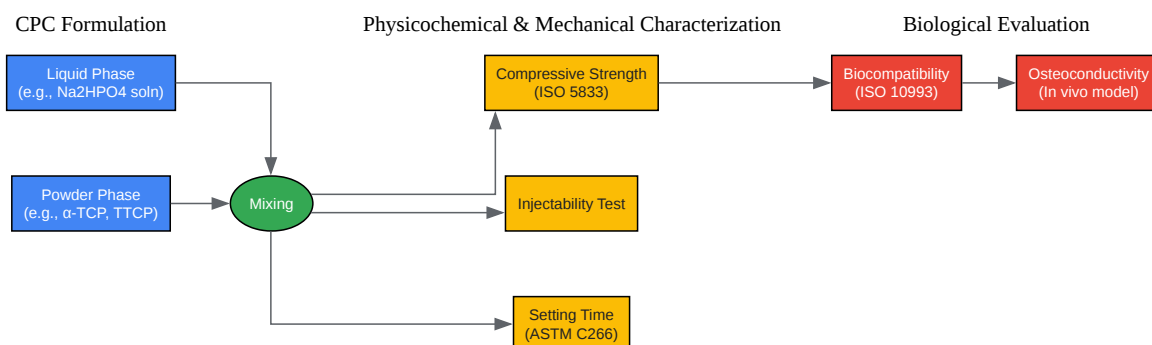 CPC Formulation
Physicochemical & Mechanical Characterization
Biological Evaluation
Liquid Phase
(e.g., Na2HPO4 soln)
Compressive Strength
(ISO 5833)
Biocompatibility
(ISO 10993)
Osteoconductivity
(In vivo model)
Powder Phase
(e.g., α-TCP, TTCP)
Mixing
Injectability Test
Setting Time
(ASTM C266)